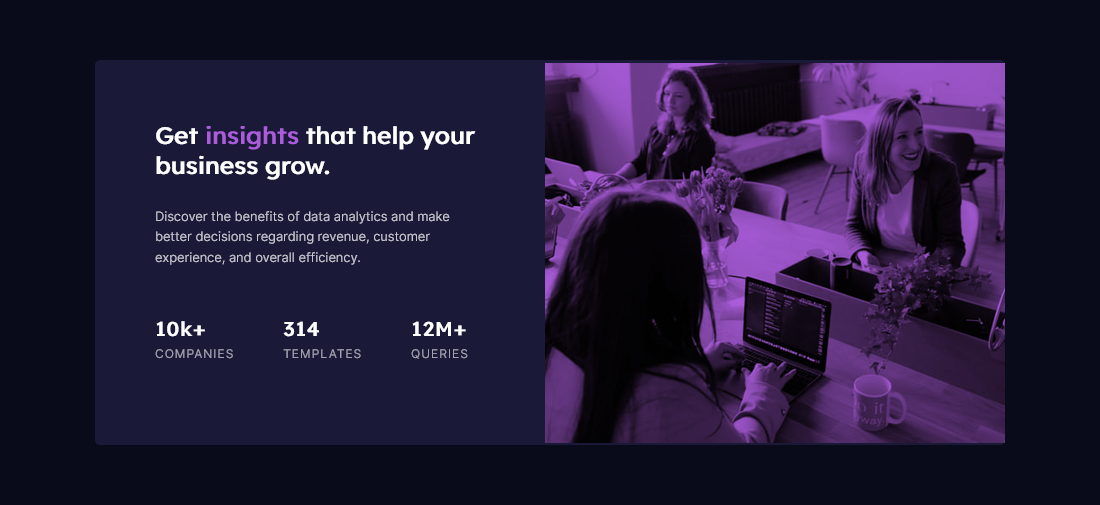 Get insights that help your
business grow.
Discover the benefits of data analytics and make
better decisions regarding revenue, customer
experience, and overall efficiency.
10k+ 314 12M+
COMPANIES TEMPLATES QUERIES
it
way